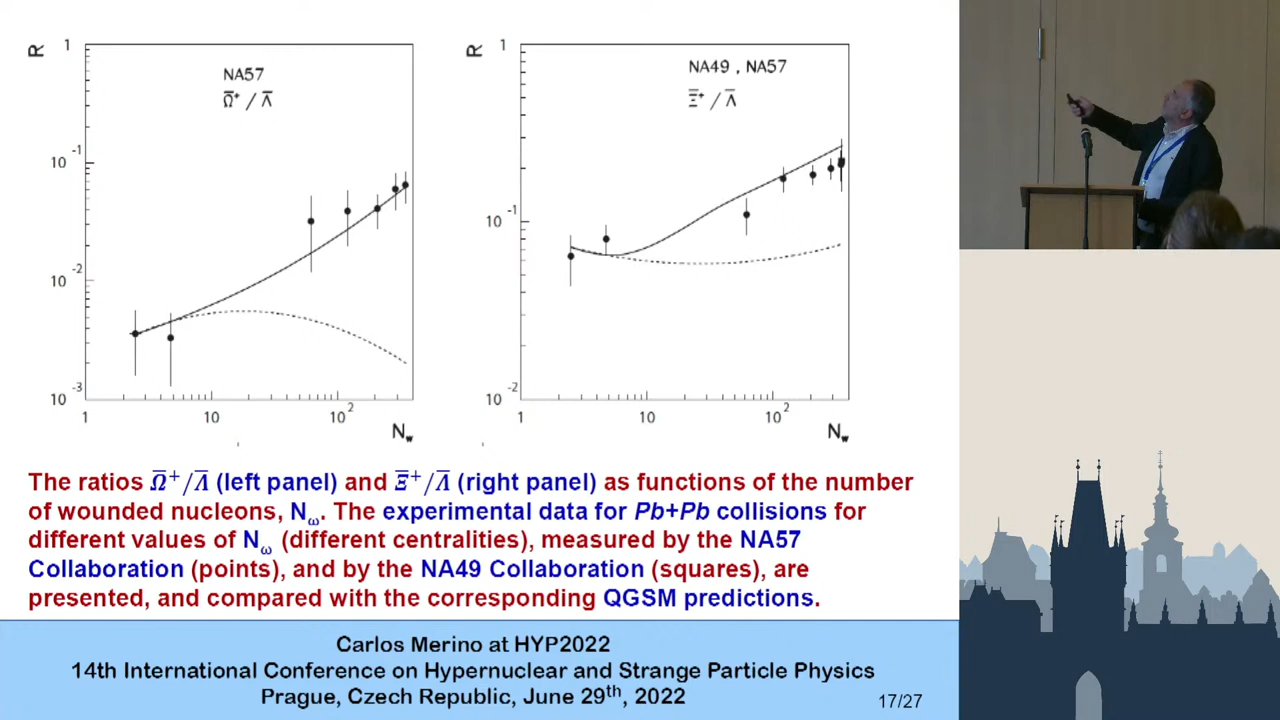 R
1
NA57
Ω̅⁺ / Λ̅
10⁻¹
10⁻²
10⁻³
1
10
10²
N_w
R
1
NA49 , NA57
Ξ̅⁺ / Λ̅
10⁻¹
10⁻²
1
10
10²
N_w
The ratios Ω̅⁺/Λ̅ (left panel) and Ξ̅⁺/Λ̅ (right panel) as functions of the number
of wounded nucleons, N_ω. The experimental data for Pb+Pb collisions for
different values of N_ω (different centralities), measured by the NA57
Collaboration (points), and by the NA49 Collaboration (squares), are
presented, and compared with the corresponding QGSM predictions.
Carlos Merino at HYP2022
14th International Conference on Hypernuclear and Strange Particle Physics
Prague, Czech Republic, June 29th, 2022
17/27